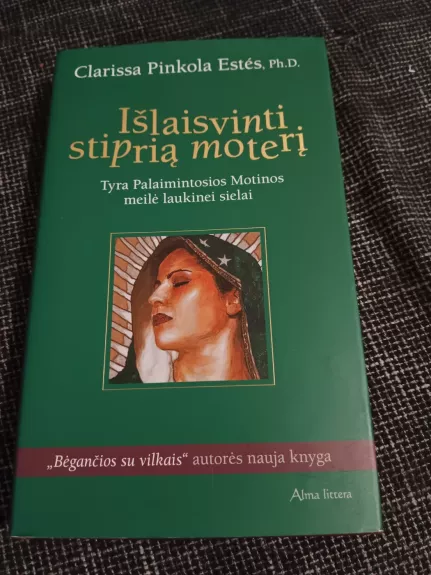 Clarissa Pinkola Estés, Ph.D.
Išlaisvinti
stiprią moterį
Tyra Palaimintosios Motinos
meilė laukinei sielai
„Bėgančios su vilkais“ autorės nauja knyga
Alma littera